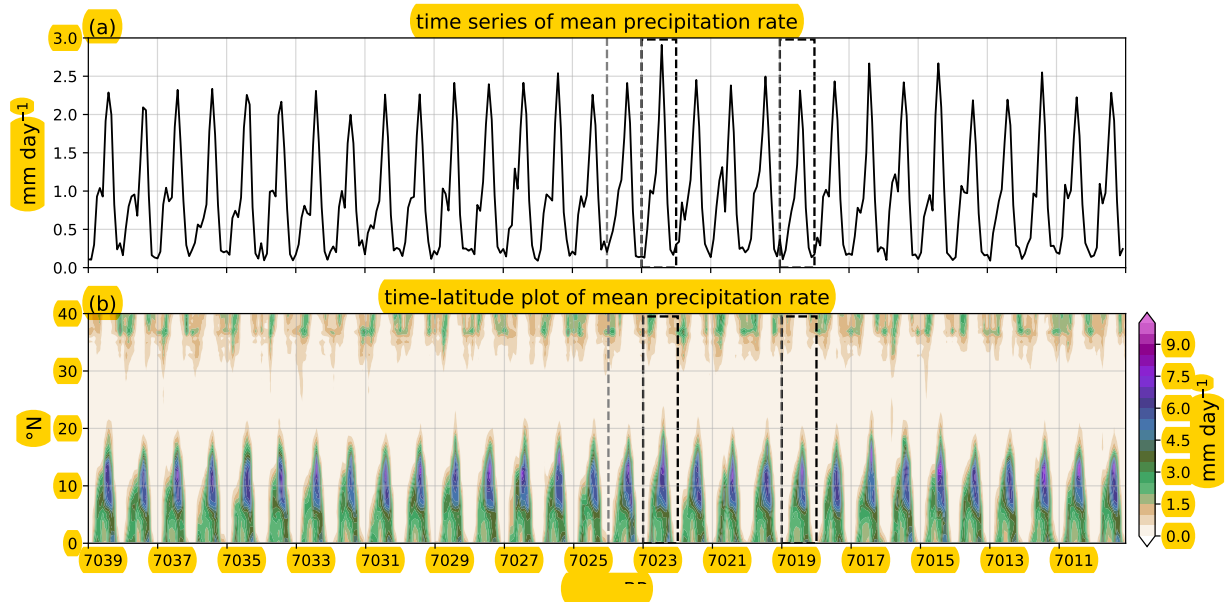 (a)
time series of mean precipitation rate
3.0
2.5
2.0
1.5
1.0
0.5
0.0
mm day⁻¹
(b)
time-latitude plot of mean precipitation rate
40
30
20
10
0
°N
7039 7037 7035 7033 7031 7029 7027 7025 7023 7021 7019 7017 7015 7013 7011
9.0
7.5
6.0
4.5
3.0
1.5
0.0
mm day⁻¹